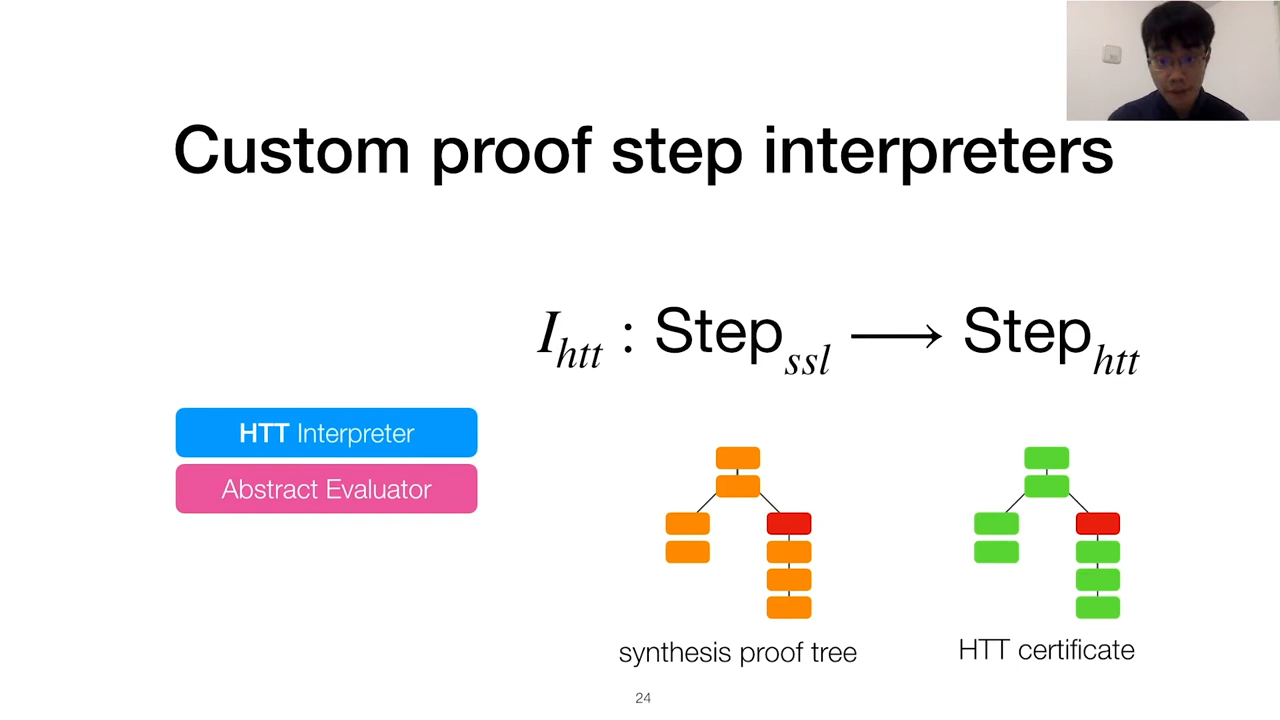 Custom proof step interpreters
I_htt : Step_ssl ⟶ Step_htt
HTT Interpreter
Abstract Evaluator
synthesis proof tree
HTT certificate
24